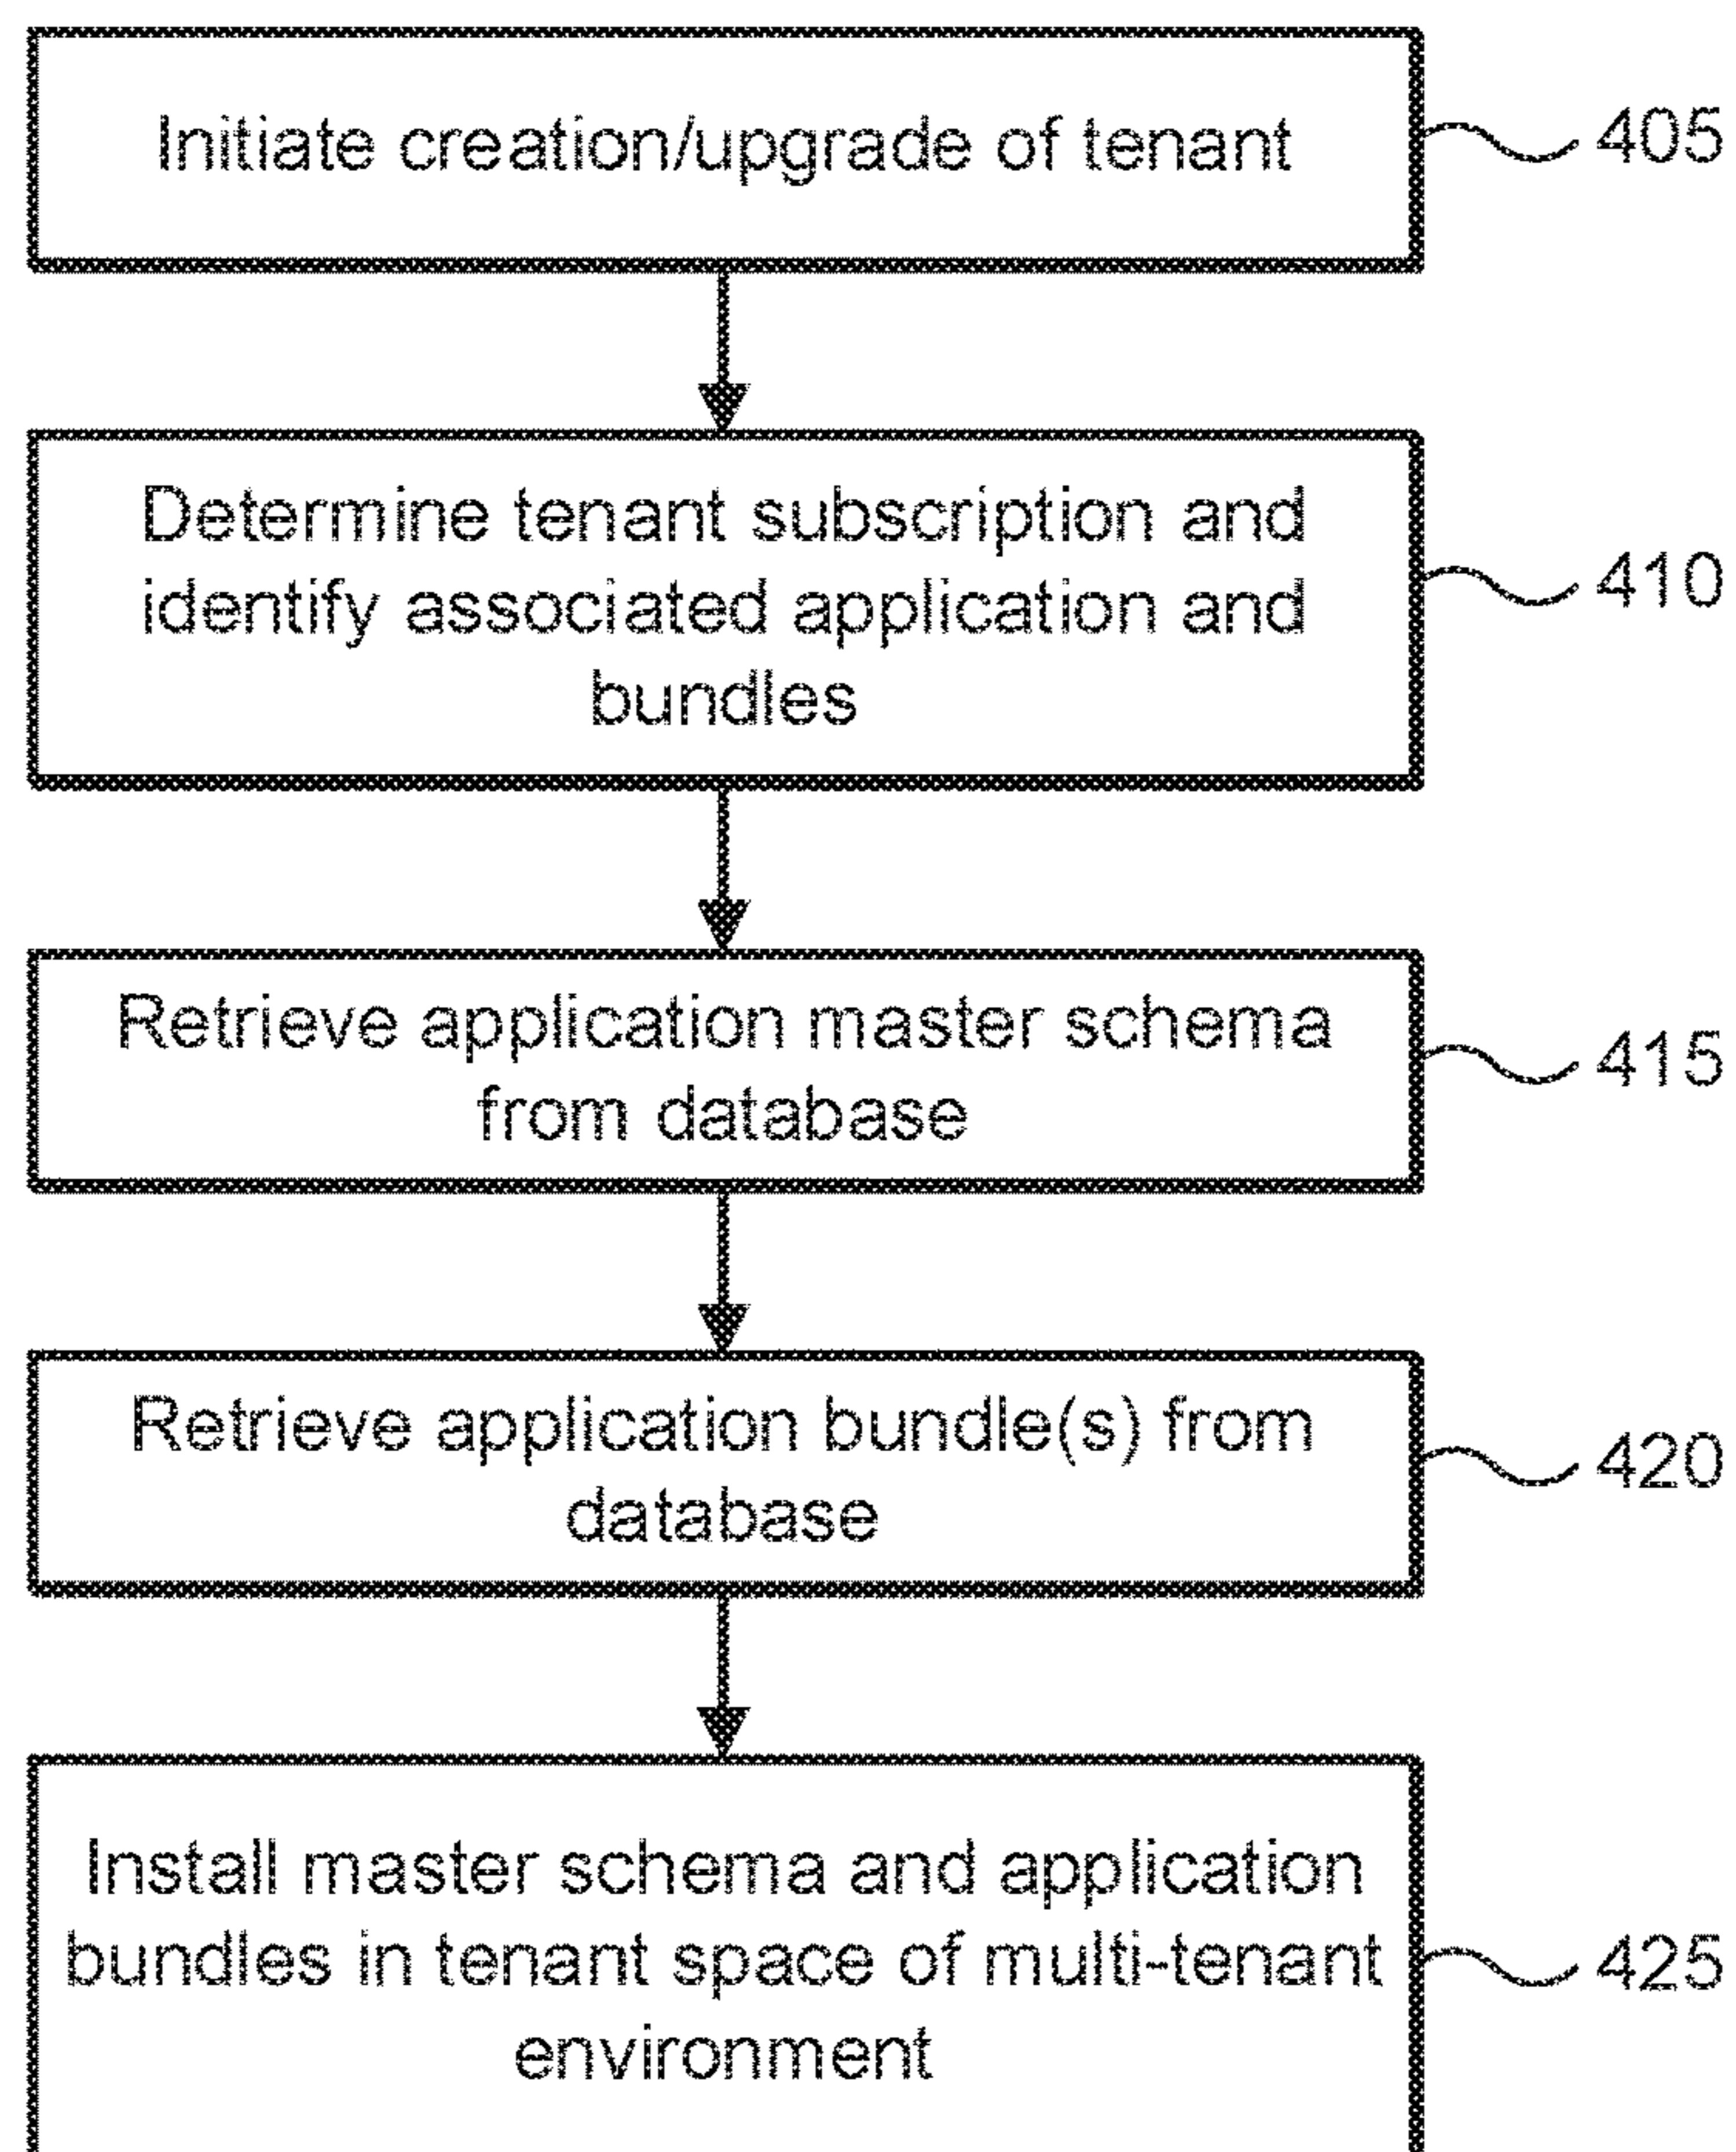 Initiate creation/upgrade of tenant
405
Determine tenant subscription and
identify associated application and
bundles
410
Retrieve application master schema
from database
415
Retrieve application bundle(s) from
database
420
Install master schema and application
bundles in tenant space of multi-tenant
environment
425